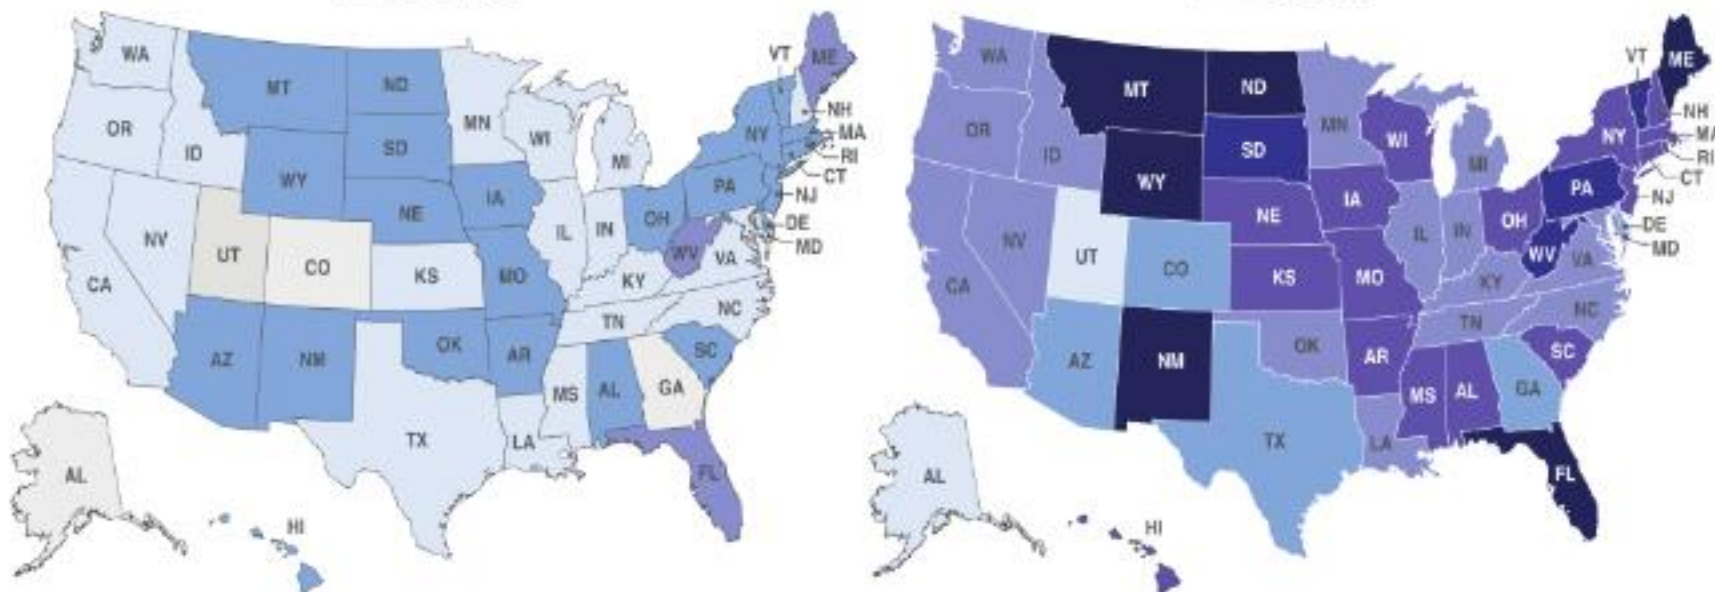 WA
MT
ND
MN
OR
ID
SD
WI
MI
WY
IA
NE
NV
UT
CO
KS
CA
IL
IN
OH
PA
NY
VT
ME
NH
MA
RI
CT
NJ
DE
MD
WV
VA
KY
MO
TN
NC
AZ
NM
OK
AR
SC
MS
AL
GA
TX
LA
FL
AL
HI
WA
MT
ND
MN
OR
ID
SD
WI
MI
WY
IA
NE
NV
UT
CO
KS
CA
IL
IN
OH
PA
NY
VT
ME
NH
MA
RI
CT
NJ
DE
MD
WV
VA
KY
MO
TN
NC
AZ
NM
OK
AR
SC
MS
AL
GA
TX
LA
FL
AL
HI